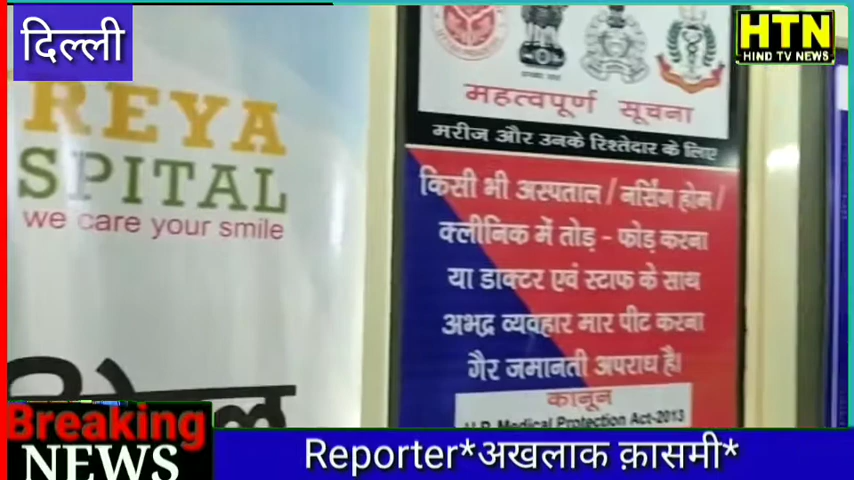 दिल्ली
HTN
HIND TV NEWS
REYA
SPITAL
we care your smile
महत्वपूर्ण सूचना
मरीज और उनके रिश्तेदार के लिए
किसी भी अस्पताल / नर्सिंग होम /
क्लीनिक में तोड़ - फोड़ करना
या डाक्टर एवं स्टाफ के साथ
अभद्र व्यवहार मार पीट करना
गैर जमानती अपराध है।
कानून
U.P. Medical Protection Act-2013
Breaking
NEWS
Reporter*अखलाक क़ासमी*